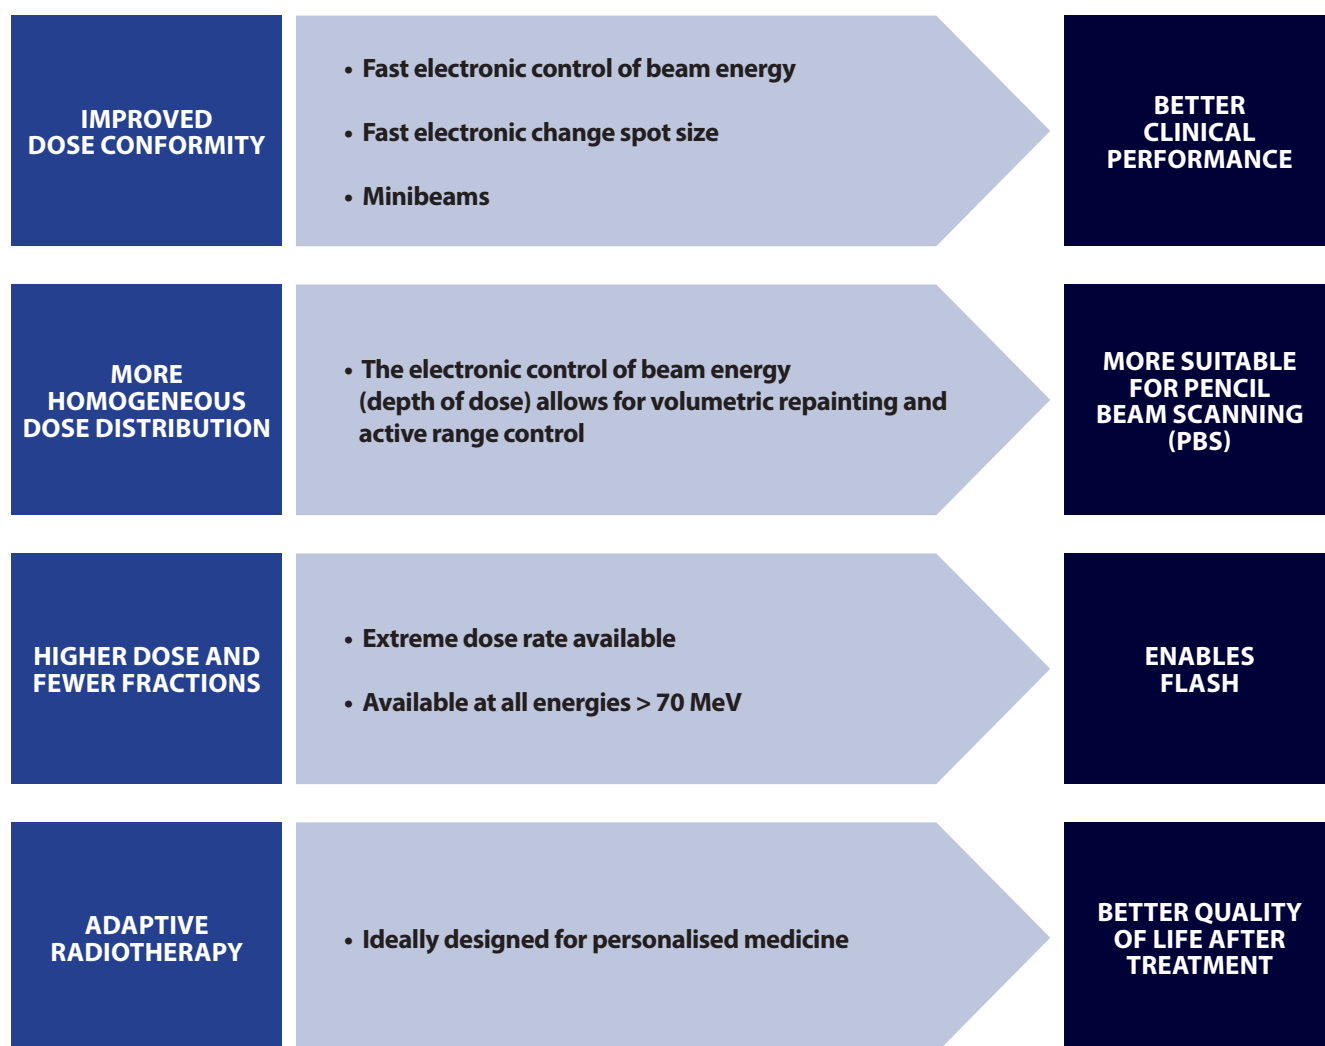 IMPROVED
DOSE CONFORMITY
• Fast electronic control of beam energy
• Fast electronic change spot size
• Minibeams
BETTER
CLINICAL
PERFORMANCE
MORE
HOMOGENEOUS
DOSE DISTRIBUTION
• The electronic control of beam energy
(depth of dose) allows for volumetric repainting and
active range control
MORE SUITABLE
FOR PENCIL
BEAM SCANNING
(PBS)
HIGHER DOSE AND
FEWER FRACTIONS
• Extreme dose rate available
• Available at all energies > 70 MeV
ENABLES
FLASH
ADAPTIVE
RADIOTHERAPY
• Ideally designed for personalised medicine
BETTER QUALITY
OF LIFE AFTER
TREATMENT